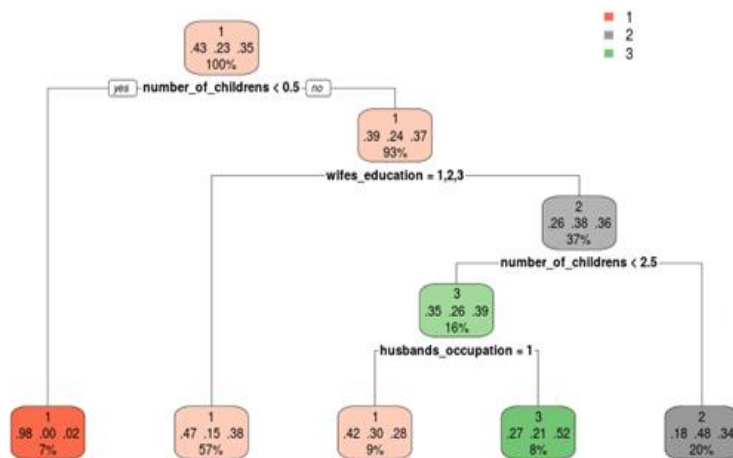 1
2
3
1
.43 .23 .35
100%
yes number_of_childrens < 0.5 no
1
.39 .24 .37
93%
wifes_education = 1,2,3
2
.26 .38 .36
37%
number_of_childrens < 2.5
3
.35 .26 .39
16%
husbands_occupation = 1
1
.98 .00 .02
7%
1
.47 .15 .38
57%
1
.42 .30 .28
9%
3
.27 .21 .52
8%
2
.18 .48 .34
20%